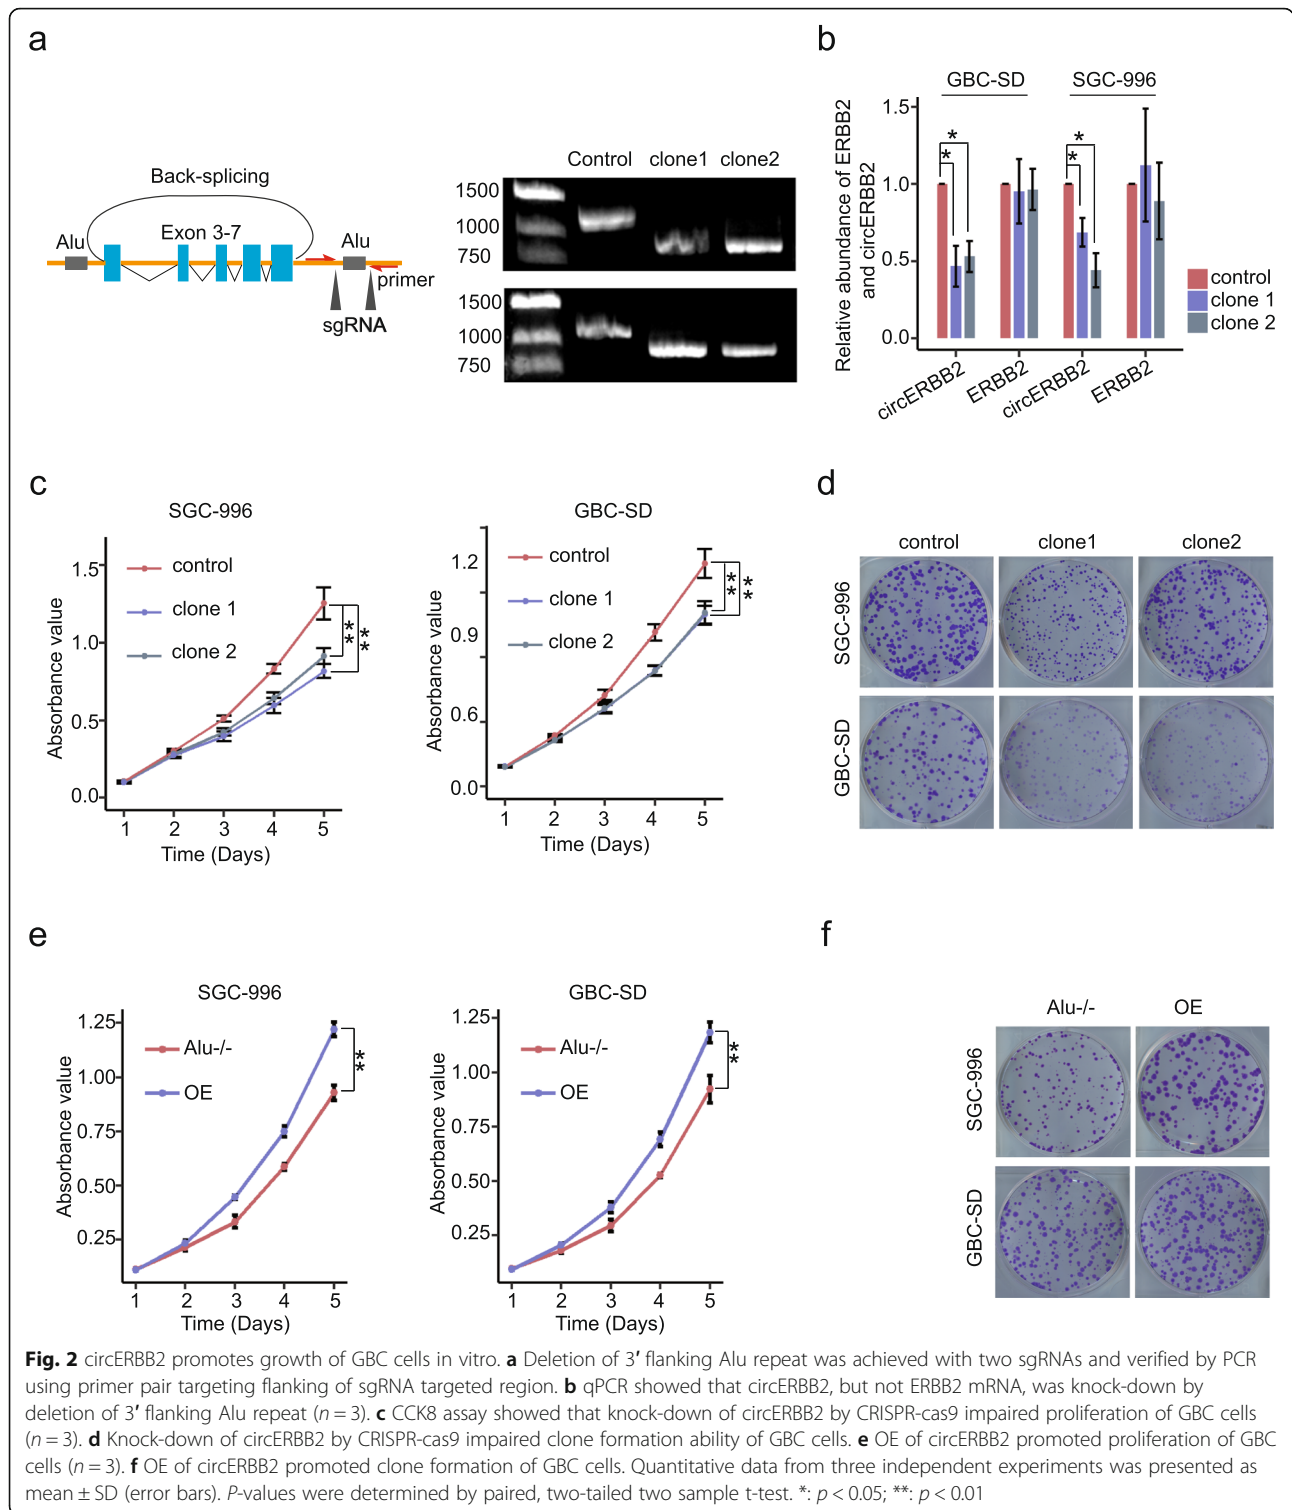 a
Back-splicing
Alu
Exon 3-7
Alu
primer
sgRNA
Control clone1 clone2
1500
1000
750
1500
1000
750
b
GBC-SD SGC-996
Relative abundance of ERBB2
and circERBB2
1.5
1.0
0.5
0.0
* * * *
circERBB2 ERBB2 circERBB2 ERBB2
control
clone 1
clone 2
c
SGC-996
Absorbance value
1.5
1.0
0.5
0.0
control
clone 1
clone 2
** **
1 2 3 4 5
Time (Days)
GBC-SD
Absorbance value
1.2
0.9
0.6
0.0
control
clone 1
clone 2
** **
1 2 3 4 5
Time (Days)
d
control clone1 clone2
SGC-996
GBC-SD
e
SGC-996
Absorbance value
1.25
1.00
0.75
0.50
0.25
Alu-/-
OE
**
1 2 3 4 5
Time (Days)
GBC-SD
Absorbance value
1.25
1.00
0.75
0.50
0.25
Alu-/-
OE
**
1 2 3 4 5
Time (Days)
f
Alu-/- OE
SGC-996
GBC-SD
Fig. 2 circERBB2 promotes growth of GBC cells in vitro. a Deletion of 3′ flanking Alu repeat was achieved with two sgRNAs and verified by PCR
using primer pair targeting flanking of sgRNA targeted region. b qPCR showed that circERBB2, but not ERBB2 mRNA, was knock-down by
deletion of 3′ flanking Alu repeat (n = 3). c CCK8 assay showed that knock-down of circERBB2 by CRISPR-cas9 impaired proliferation of GBC cells
(n = 3). d Knock-down of circERBB2 by CRISPR-cas9 impaired clone formation ability of GBC cells. e OE of circERBB2 promoted proliferation of GBC
cells (n = 3). f OE of circERBB2 promoted clone formation of GBC cells. Quantitative data from three independent experiments was presented as
mean ± SD (error bars). P-values were determined by paired, two-tailed two sample t-test. *: p < 0.05; **: p < 0.01